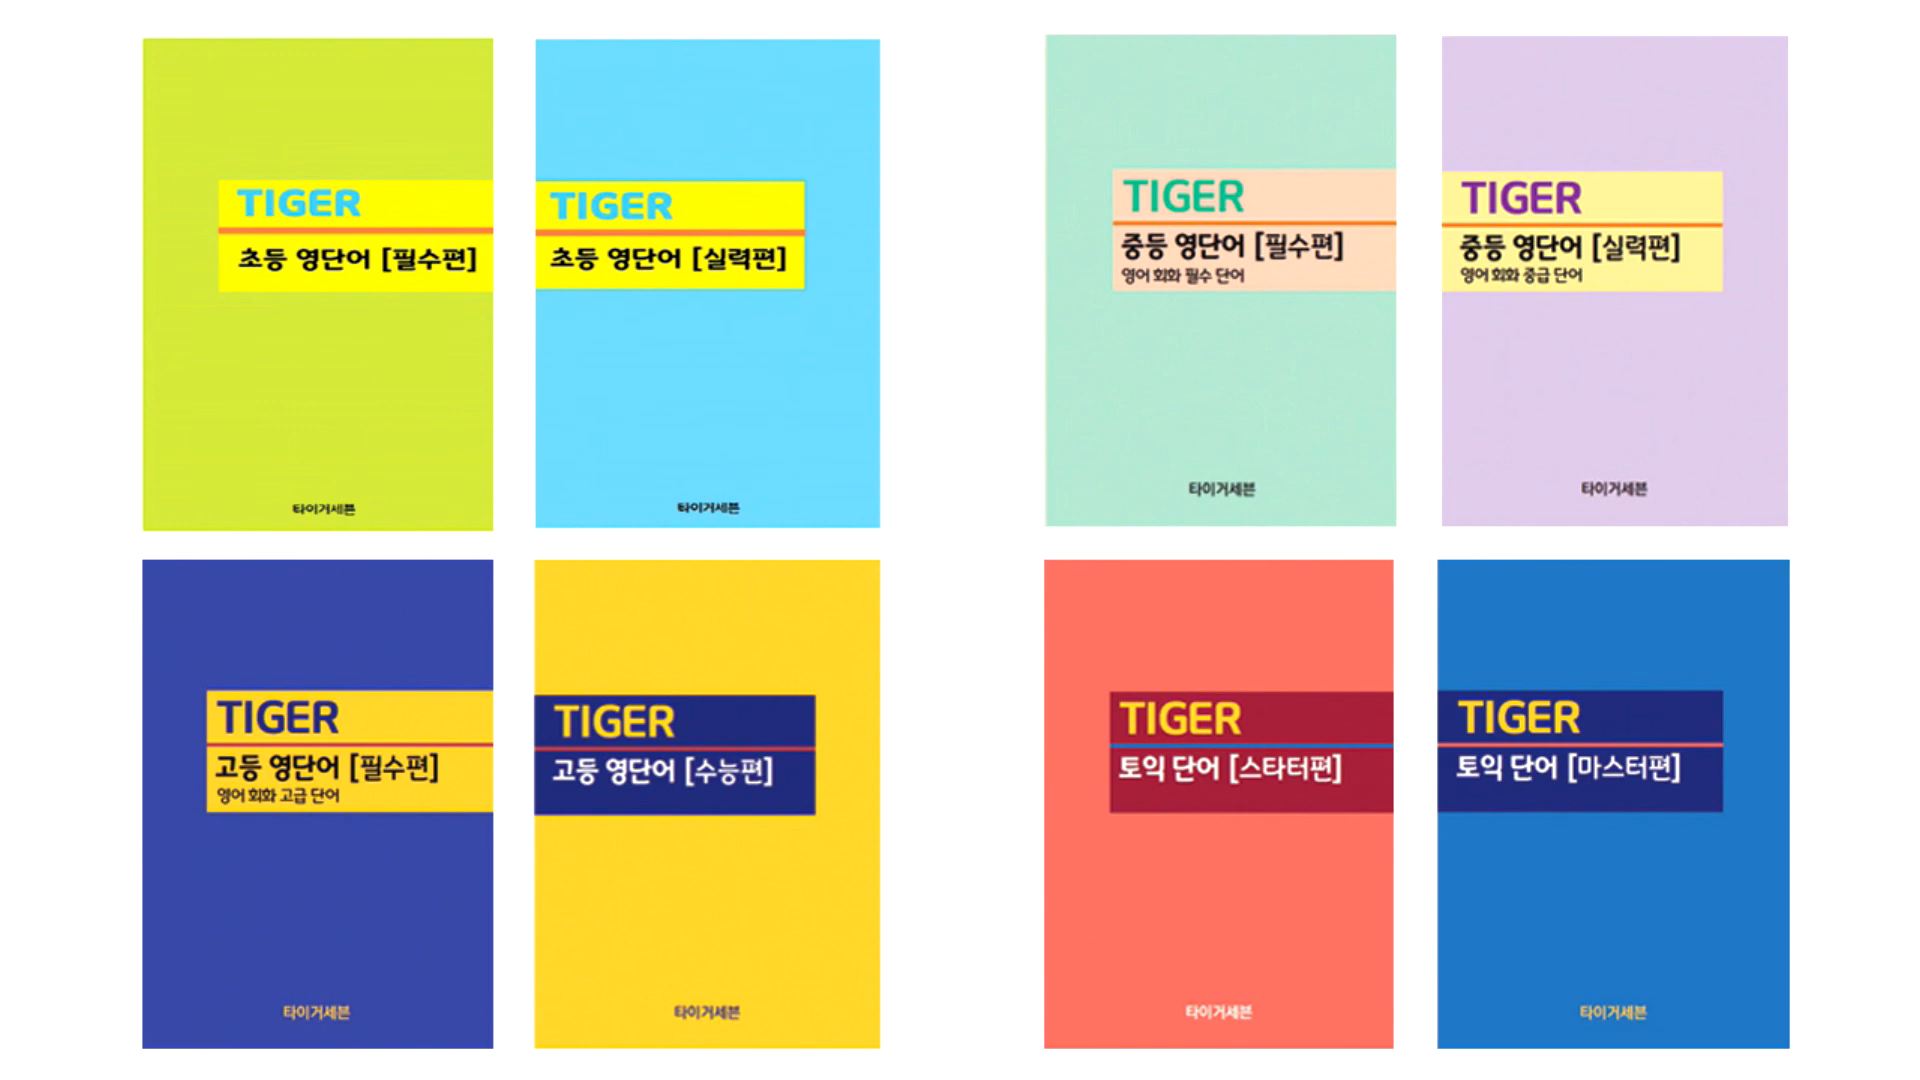 TIGER
초등 영단어 [필수편]
타이거세븐
TIGER
초등 영단어 [실력편]
타이거세븐
TIGER
중등 영단어 [필수편]
영어 회화 필수 단어
타이거세븐
TIGER
중등 영단어 [실력편]
영어 회화 중급 단어
타이거세븐
TIGER
고등 영단어 [필수편]
영어 회화 고급 단어
타이거세븐
TIGER
고등 영단어 [수능편]
타이거세븐
TIGER
토익 단어 [스타터편]
타이거세븐
TIGER
토익 단어 [마스터편]
타이거세븐